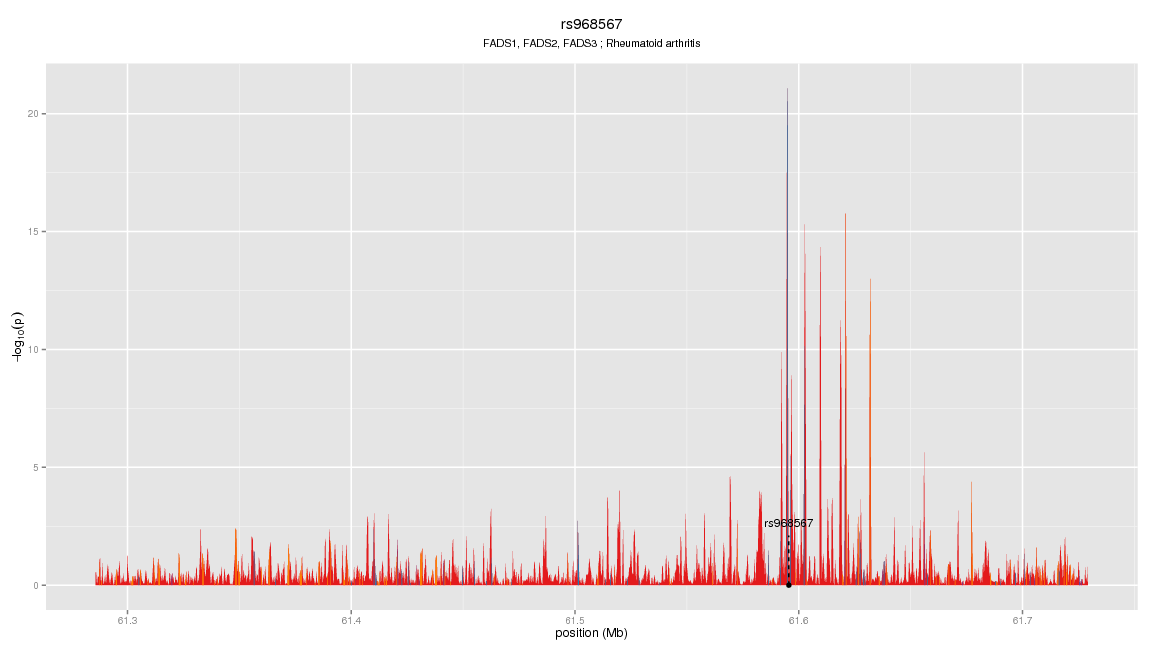 rs968567
FADS1, FADS2, FADS3 ; Rheumatoid arthritis
20
15
10
5
0
−log10(p)
rs968567
61.3 61.4 61.5 61.6 61.7
position (Mb)